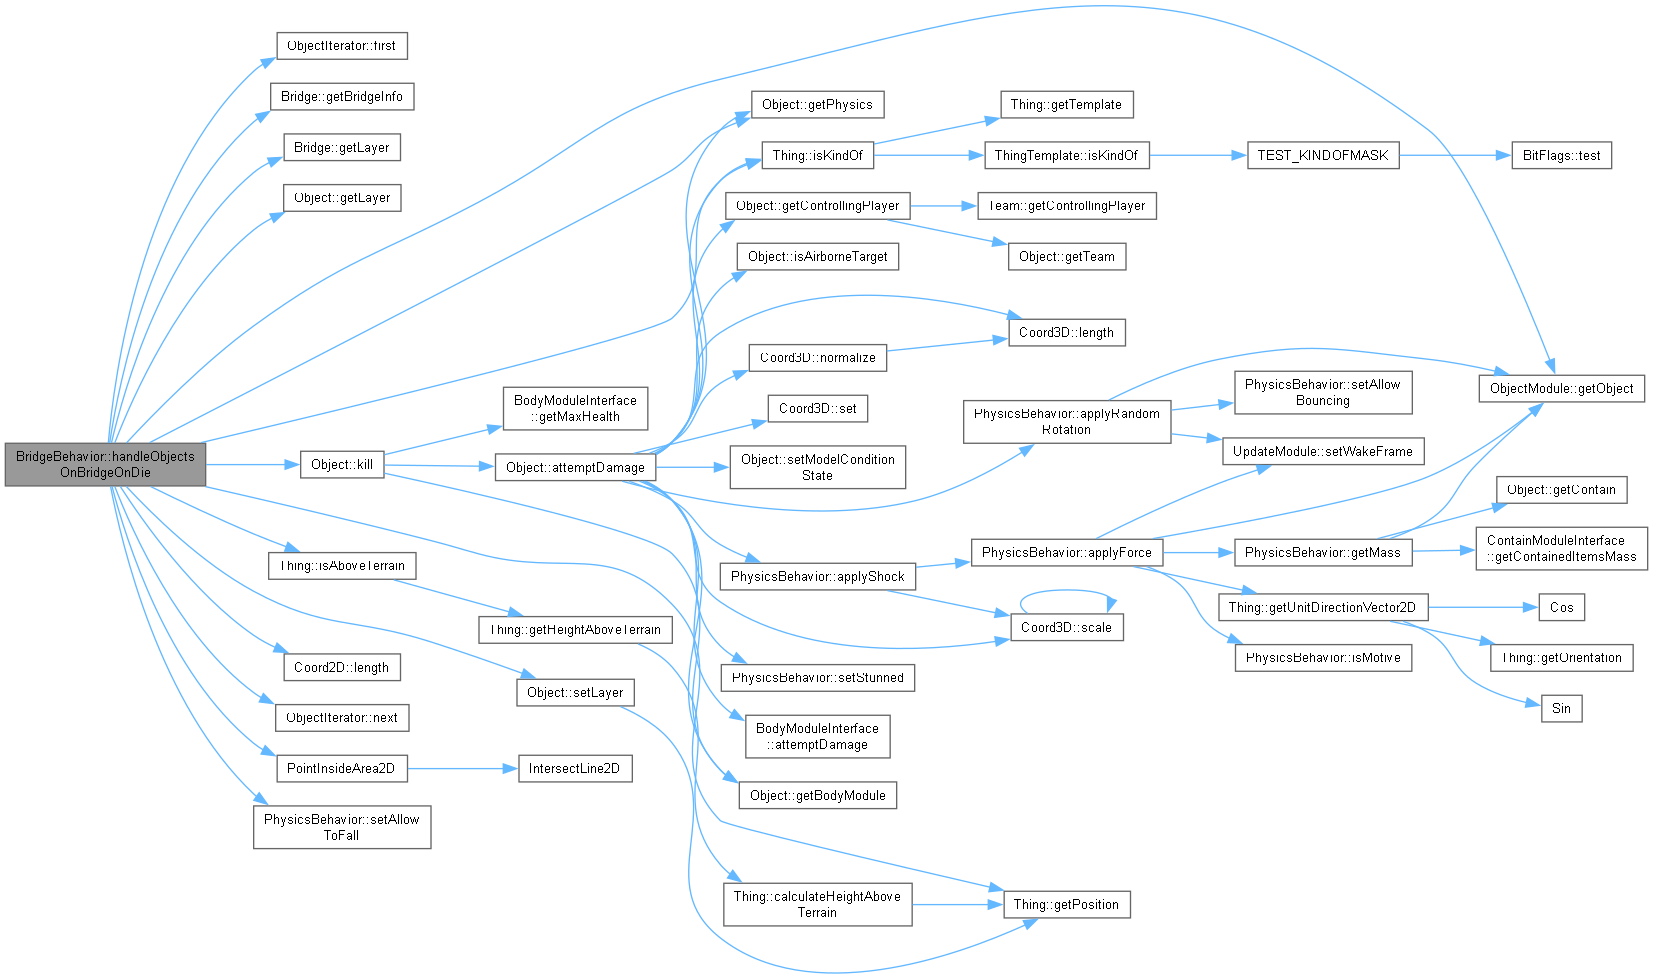 BridgeBehavior::handleObjects
OnBridgeOnDie
ObjectIterator::first
Bridge::getBridgeInfo
Bridge::getLayer
Object::getLayer
Object::kill
Thing::isAboveTerrain
Coord2D::length
ObjectIterator::next
PointInsideArea2D
PhysicsBehavior::setAllow
ToFall
BodyModuleInterface
::getMaxHealth
Object::attemptDamage
Thing::getHeightAboveTerrain
Object::setLayer
IntersectLine2D
Object::getPhysics
Thing::isKindOf
Object::getControllingPlayer
Object::isAirborneTarget
Coord3D::normalize
Coord3D::set
Object::setModelCondition
State
PhysicsBehavior::applyShock
PhysicsBehavior::setStunned
BodyModuleInterface
::attemptDamage
Object::getBodyModule
Thing::calculateHeightAbove
Terrain
Thing::getTemplate
ThingTemplate::isKindOf
Team::getControllingPlayer
Object::getTeam
Coord3D::length
PhysicsBehavior::applyRandom
Rotation
PhysicsBehavior::applyForce
Coord3D::scale
Thing::getPosition
TEST_KINDOFMASK
PhysicsBehavior::setAllow
Bouncing
UpdateModule::setWakeFrame
PhysicsBehavior::getMass
Thing::getUnitDirectionVector2D
PhysicsBehavior::isMotive
BitFlags::test
ObjectModule::getObject
Object::getContain
ContainModuleInterface
::getContainedItemsMass
Cos
Thing::getOrientation
Sin